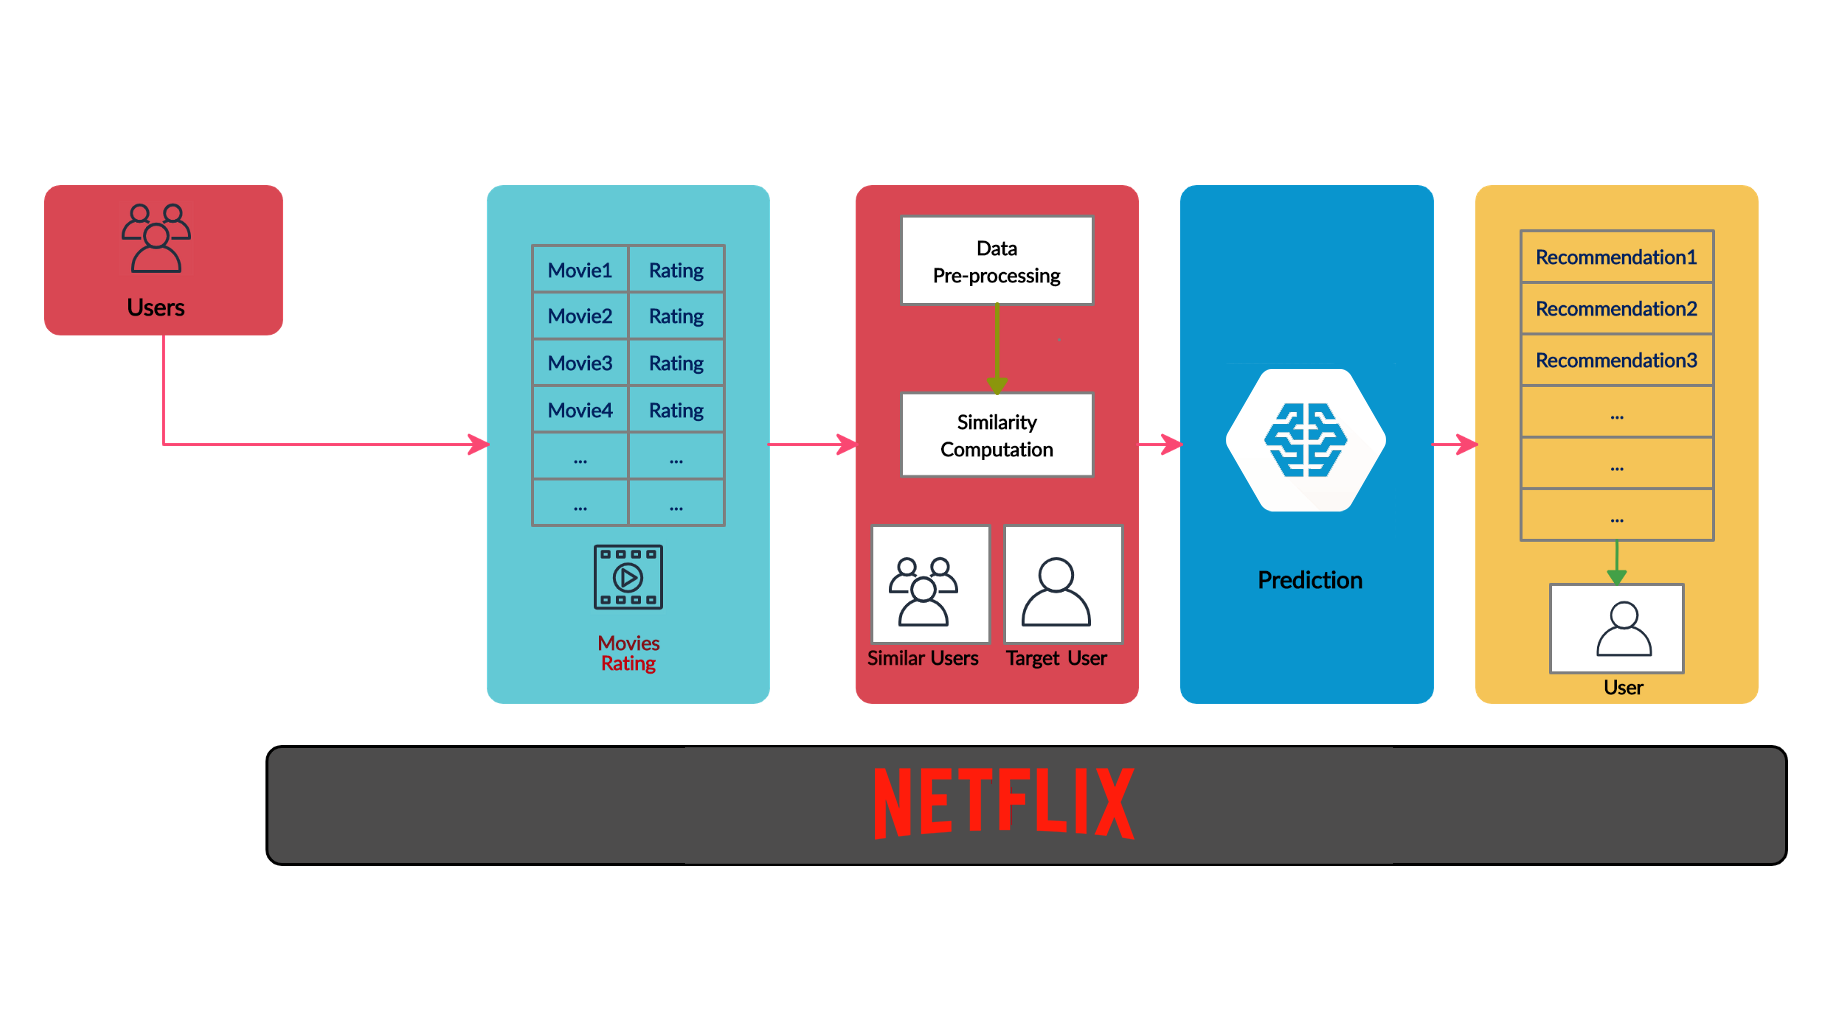 Users
Movie1 Rating
Movie2 Rating
Movie3 Rating
Movie4 Rating
... ...
... ...
Movies
Rating
Data
Pre-processing
Similarity
Computation
Similar Users
Target User
Prediction
Recommendation1
Recommendation2
Recommendation3
...
...
...
User
NETFLIX